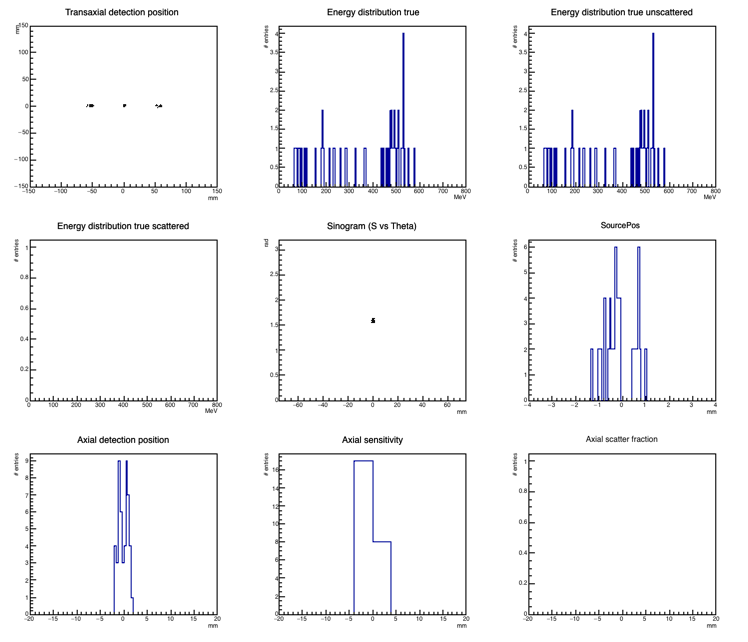 Transaxial detection position
mm
150
100
50
0
−50
−100
−150
−150 −100 −50 0 50 100 150
mm
Energy distribution true
# entries
4
3.5
3
2.5
2
1.5
1
0.5
0
0 100 200 300 400 500 600 700 800
MeV
Energy distribution true unscattered
# entries
4
3.5
3
2.5
2
1.5
1
0.5
0
0 100 200 300 400 500 600 700 800
MeV
Energy distribution true scattered
# entries
1
0.8
0.6
0.4
0.2
0
0 100 200 300 400 500 600 700 800
MeV
Sinogram (S vs Theta)
rad
3
2.5
2
1.5
1
0.5
0
−60 −40 −20 0 20 40 60
mm
SourcePos
# entries
6
5
4
3
2
1
0
−4 −3 −2 −1 0 1 2 3 4
mm
Axial detection position
# entries
9
8
7
6
5
4
3
2
1
0
−20 −15 −10 −5 0 5 10 15 20
mm
Axial sensitivity
# entries
16
14
12
10
8
6
4
2
0
−20 −15 −10 −5 0 5 10 15 20
mm
Axial scatter fraction
# entries
1
0.8
0.6
0.4
0.2
0
−20 −15 −10 −5 0 5 10 15 20
mm